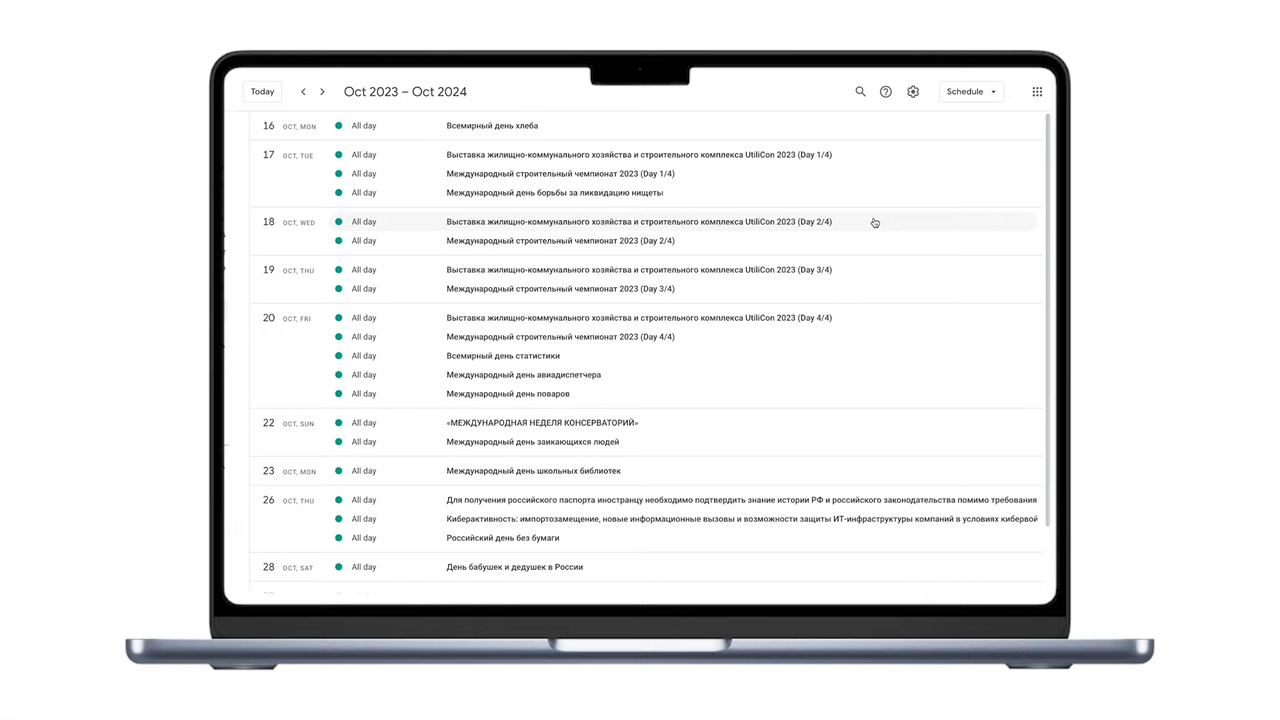 Today Oct 2023 – Oct 2024 Schedule
16 OCT, MON All day Всемирный день хлеба
17 OCT, TUE All day Выставка жилищно-коммунального хозяйства и строительного комплекса UtiliCon 2023 (Day 1/4)
All day Международный строительный чемпионат 2023 (Day 1/4)
All day Международный день борьбы за ликвидацию нищеты
18 OCT, WED All day Выставка жилищно-коммунального хозяйства и строительного комплекса UtiliCon 2023 (Day 2/4)
All day Международный строительный чемпионат 2023 (Day 2/4)
19 OCT, THU All day Выставка жилищно-коммунального хозяйства и строительного комплекса UtiliCon 2023 (Day 3/4)
All day Международный строительный чемпионат 2023 (Day 3/4)
20 OCT, FRI All day Выставка жилищно-коммунального хозяйства и строительного комплекса UtiliCon 2023 (Day 4/4)
All day Международный строительный чемпионат 2023 (Day 4/4)
All day Всемирный день статистики
All day Международный день авиадиспетчера
All day Международный день поваров
22 OCT, SUN All day «МЕЖДУНАРОДНАЯ НЕДЕЛЯ КОНСЕРВАТОРИЙ»
All day Международный день заикающихся людей
23 OCT, MON All day Международный день школьных библиотек
26 OCT, THU All day Для получения российского паспорта иностранцу необходимо подтвердить знание истории РФ и российского законодательства помимо требования
All day Киберактивность: импортозамещение, новые информационные вызовы и возможности защиты ИТ-инфраструктуры компаний в условиях кибервой
All day Российский день без бумаги
28 OCT, SAT All day День бабушек и дедушек в России